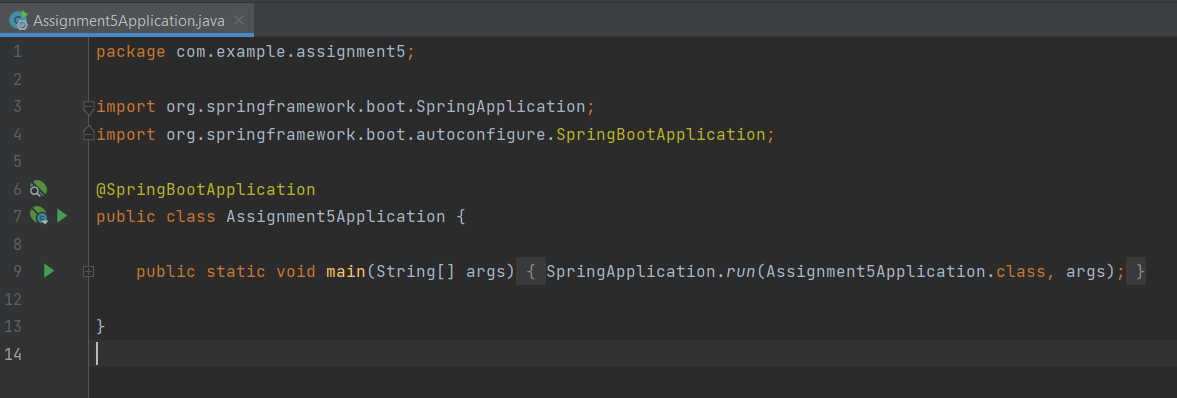 Assignment5Application.java
1 package com.example.assignment5;
2
3 import org.springframework.boot.SpringApplication;
4 import org.springframework.boot.autoconfigure.SpringBootApplication;
5
6 @SpringBootApplication
7 public class Assignment5Application {
8
9 public static void main(String[] args) { SpringApplication.run(Assignment5Application.class, args); }
12
13 }
14